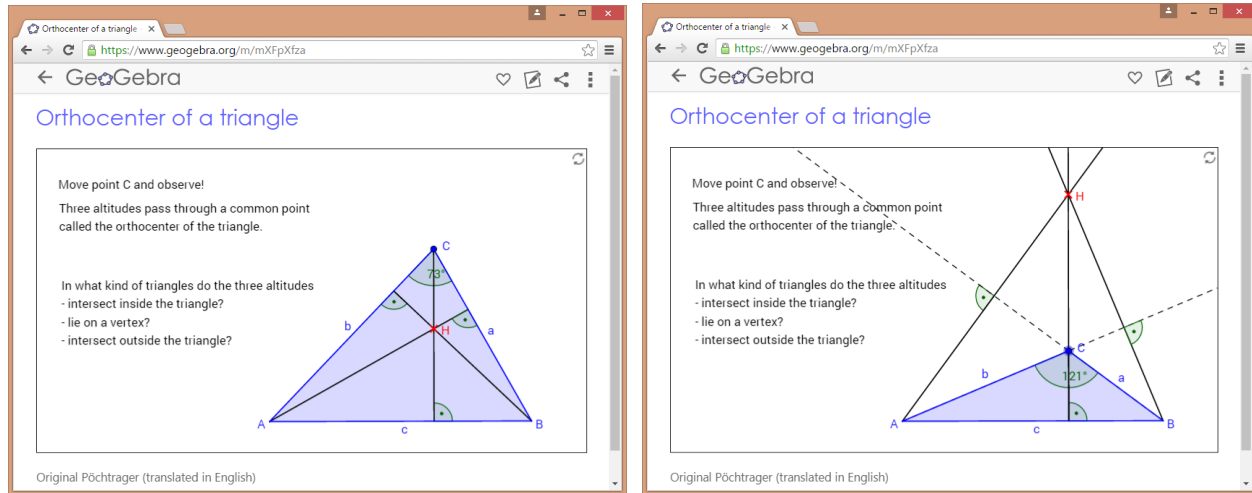 Orthocenter of a triangle
https://www.geogebra.org/m/mXFpXfza
GeoGebra
Orthocenter of a triangle
Move point C and observe!
Three altitudes pass through a common point
called the orthocenter of the triangle.
In what kind of triangles do the three altitudes
- intersect inside the triangle?
- lie on a vertex?
- intersect outside the triangle?
C
73°
b
H
a
A
c
B
Original Pöchtrager (translated in English)
Orthocenter of a triangle
https://www.geogebra.org/m/mXFpXfza
GeoGebra
Orthocenter of a triangle
Move point C and observe!
Three altitudes pass through a common point
called the orthocenter of the triangle.
In what kind of triangles do the three altitudes
- intersect inside the triangle?
- lie on a vertex?
- intersect outside the triangle?
H
C
b
121°
a
A
c
B
Original Pöchtrager (translated in English)